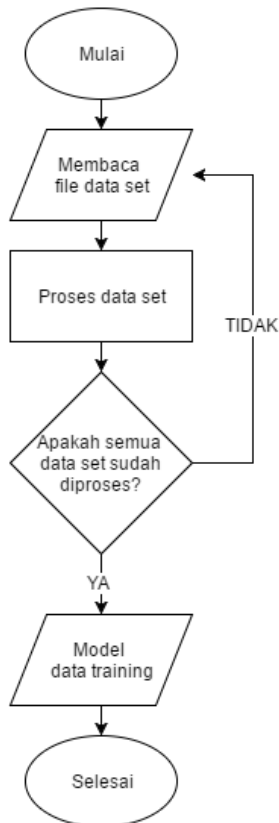 Mulai
Membaca
file data set
Proses data set
TIDAK
Apakah semua
data set sudah
diproses?
YA
Model
data training
Selesai